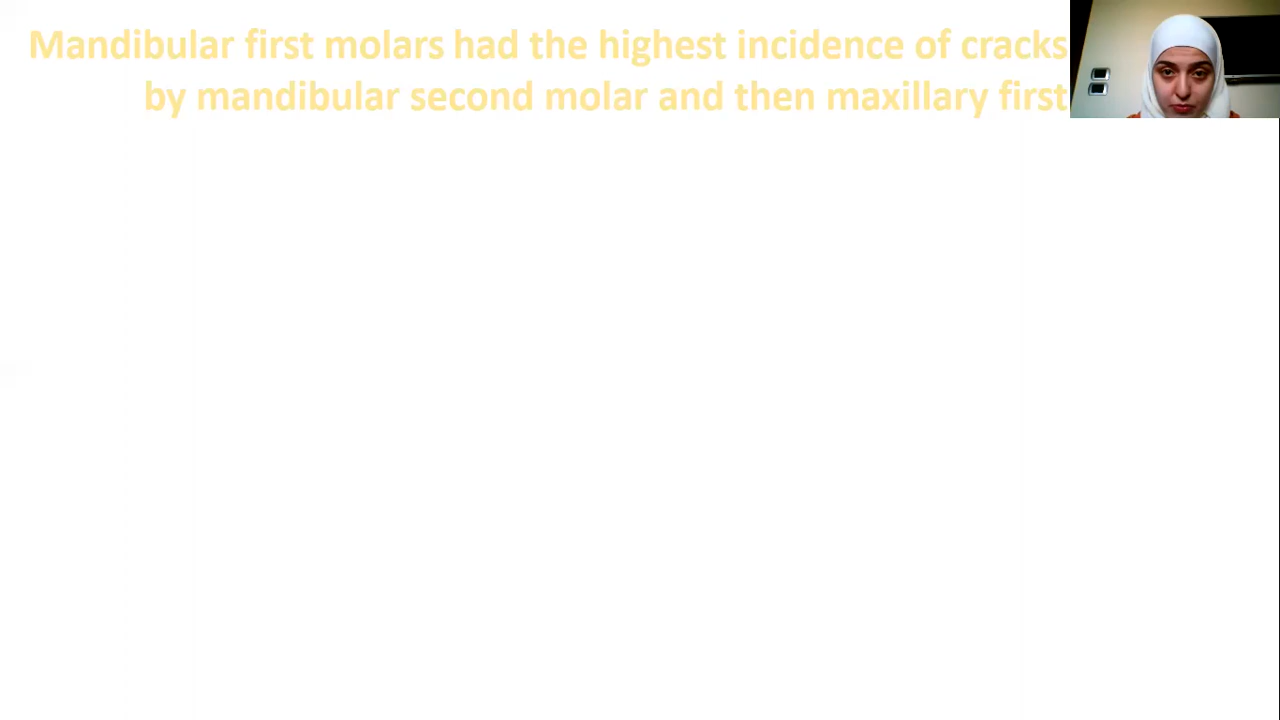 Mandibular first molars had the highest incidence of cracks
by mandibular second molar and then maxillary first